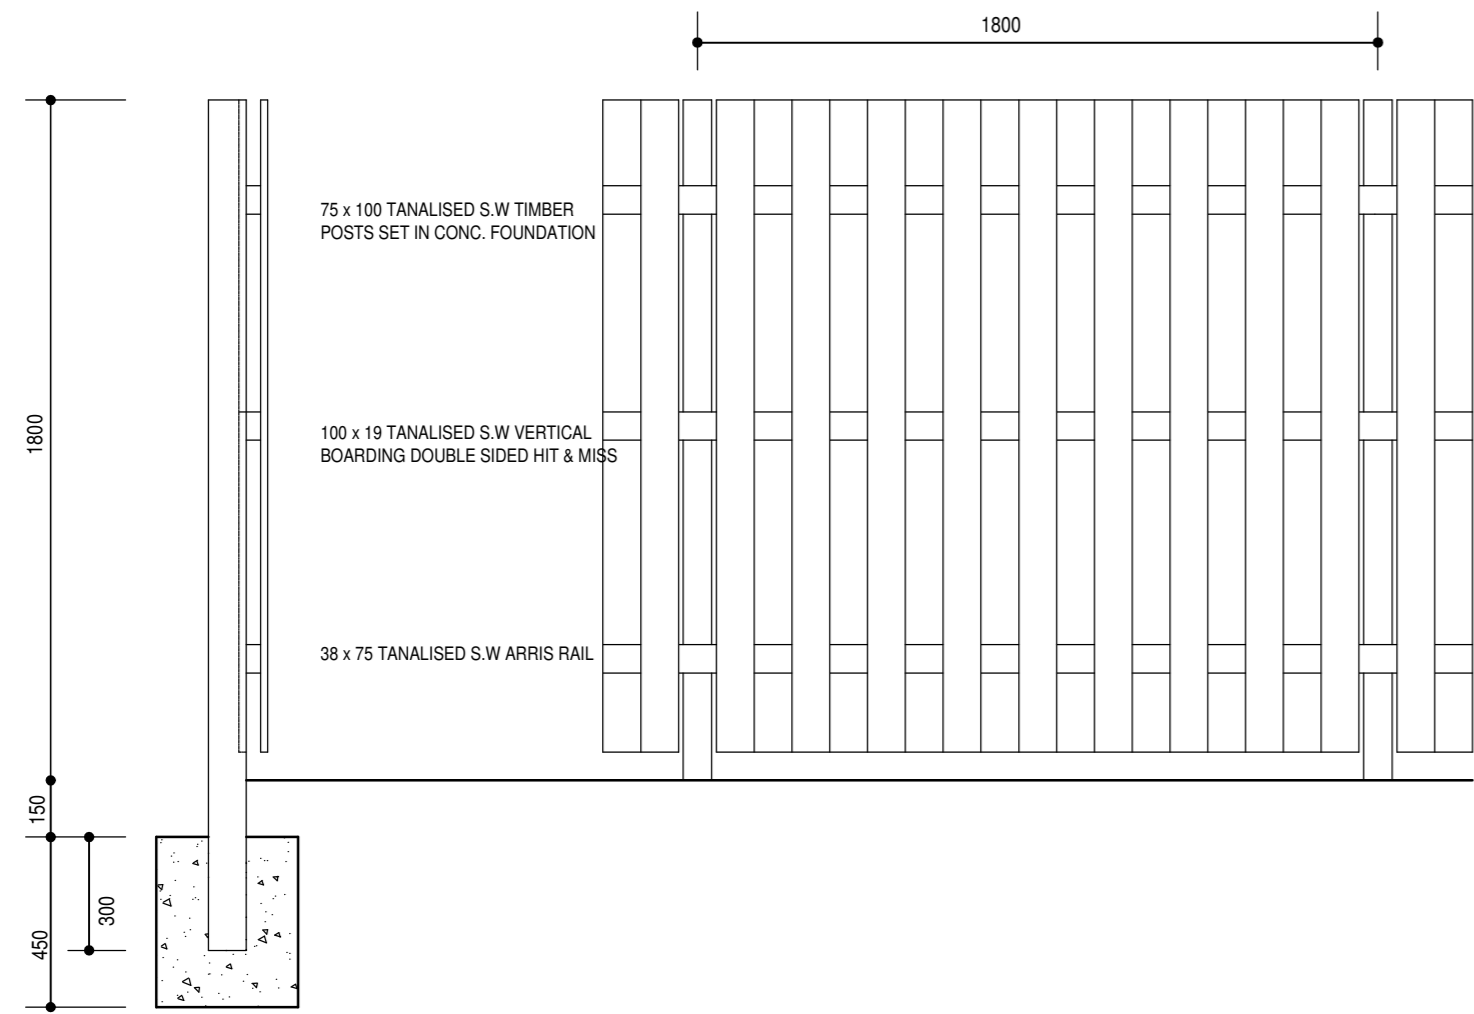 1800
75 x 100 TANALISED S.W TIMBER
POSTS SET IN CONC. FOUNDATION
1800
100 x 19 TANALISED S.W VERTICAL
BOARDING DOUBLE SIDED HIT & MISS
38 x 75 TANALISED S.W ARRIS RAIL
150
300
450